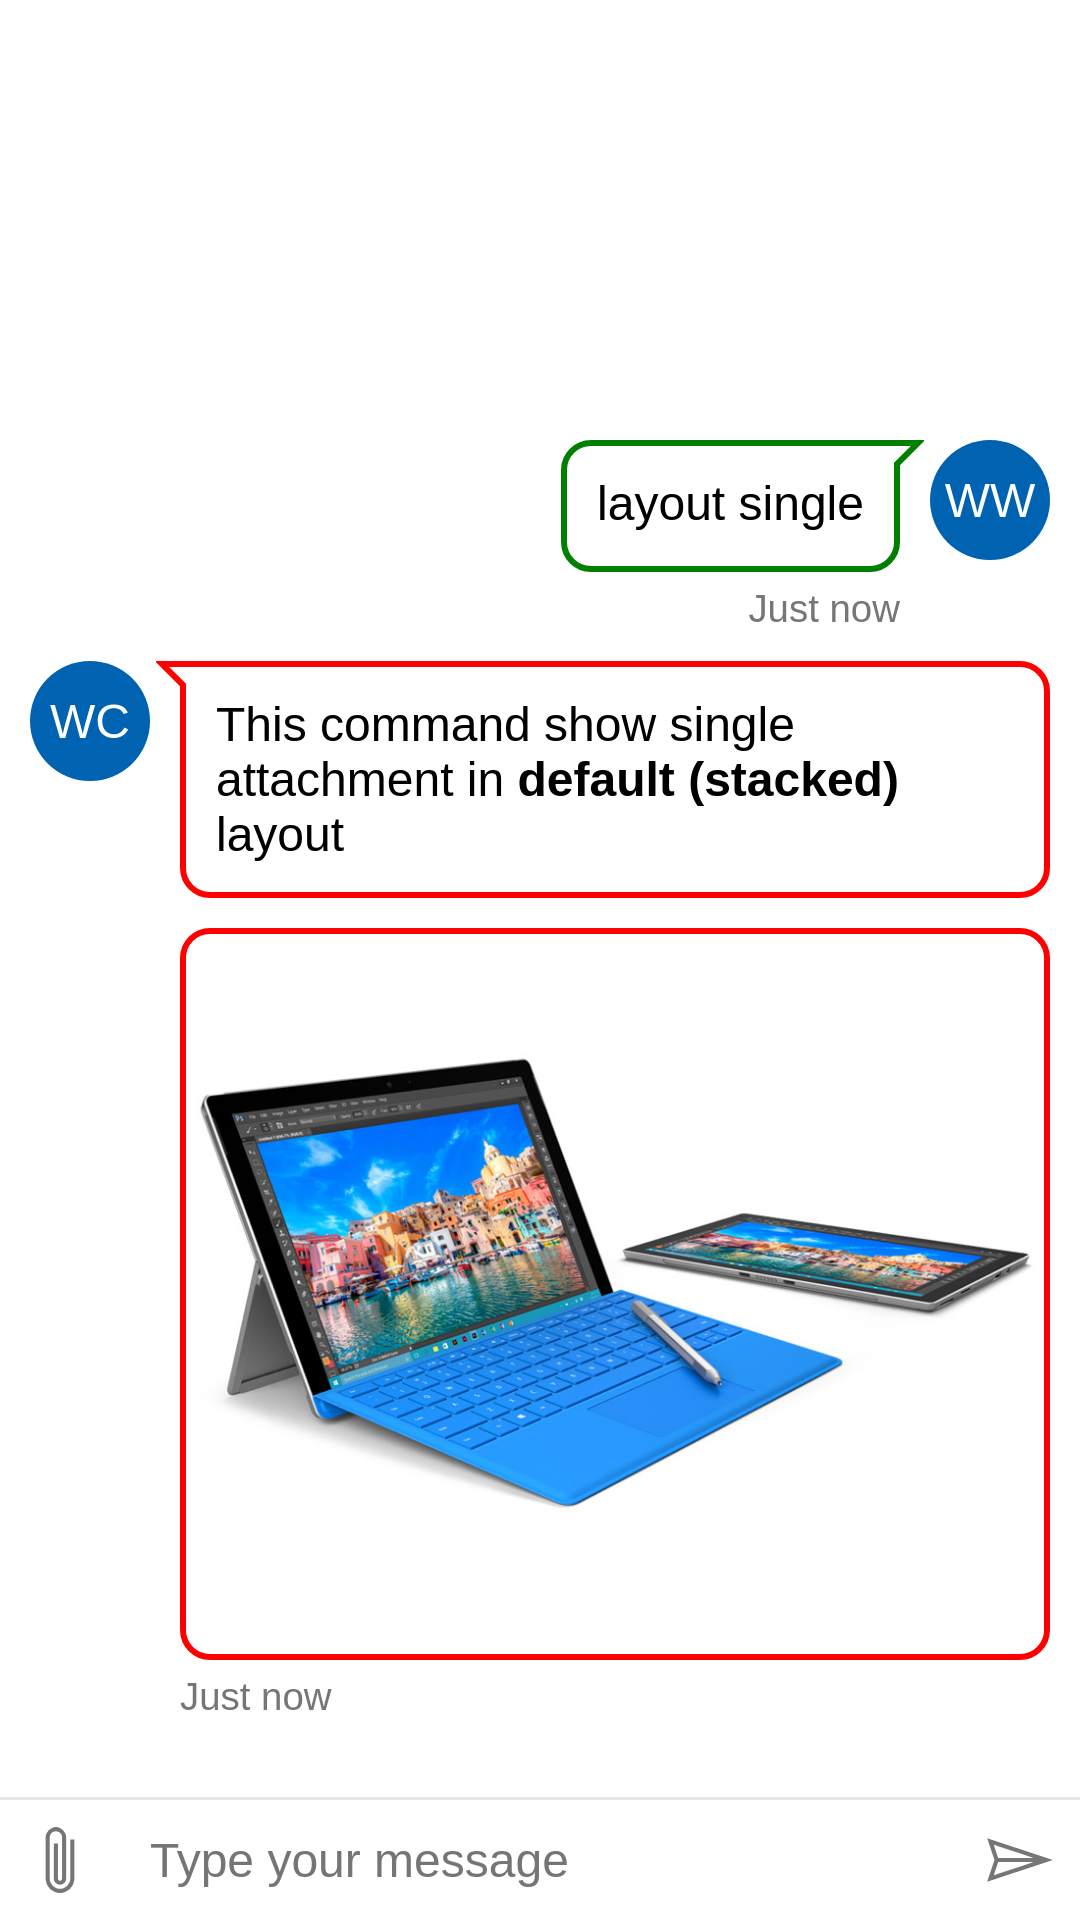 layout single
WW
Just now
WC
This command show single
attachment in default (stacked)
layout
Just now
Type your message